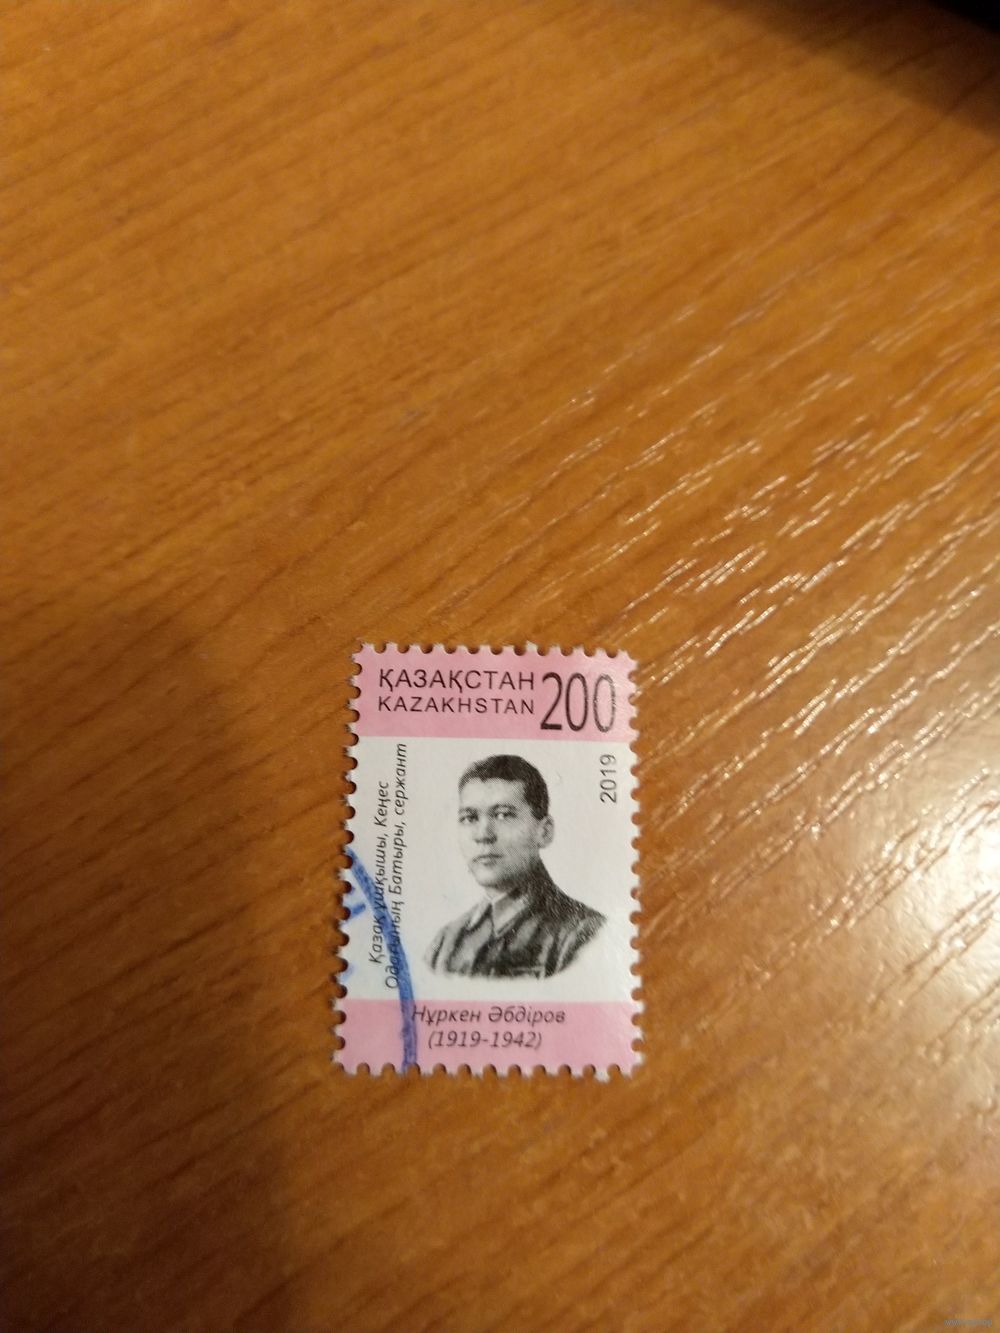 ҚАЗАҚСТАН
KAZAKHSTAN
200
2019
Қазақ ұшқышы, Кеңес
Одағының Батыры, сержант
Нұркен Әбдіров
(1919-1942)